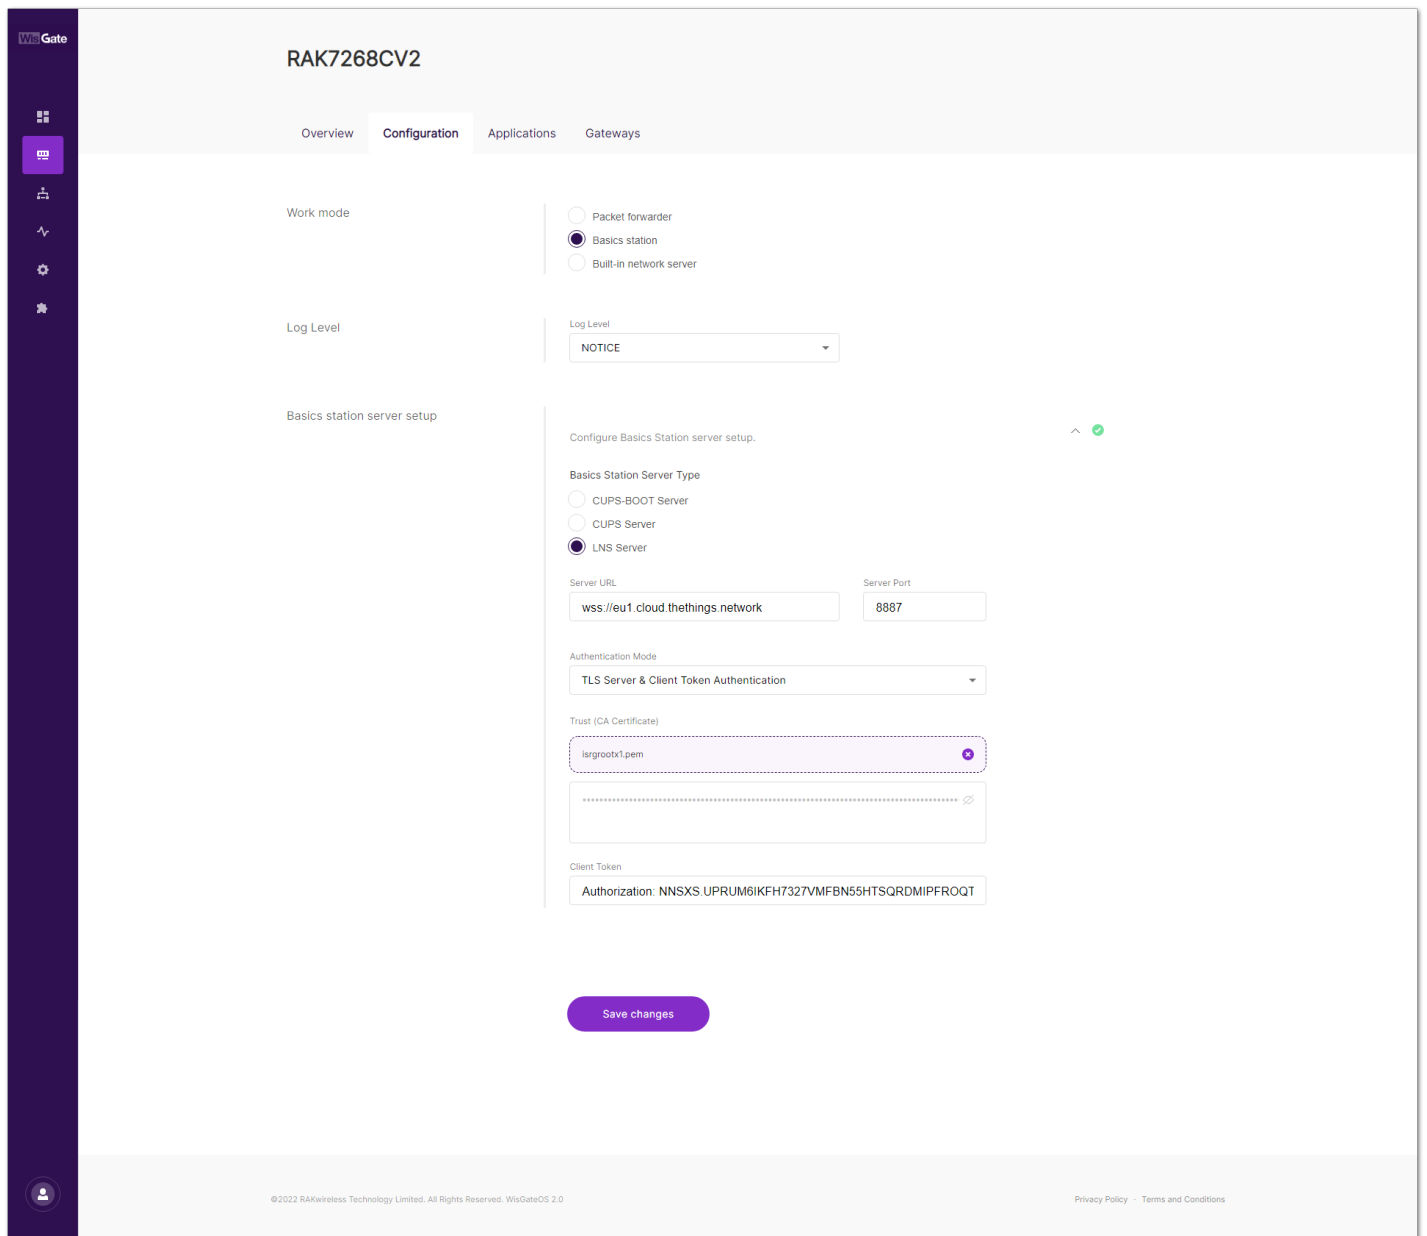 WisGate
RAK7268CV2
Overview Configuration Applications Gateways
Work mode
Packet forwarder
Basics station
Built-in network server
Log Level
Log Level
NOTICE
Basics station server setup
Configure Basics Station server setup.
Basics Station Server Type
CUPS-BOOT Server
CUPS Server
LNS Server
Server URL Server Port
wss://eu1.cloud.thethings.network 8887
Authentication Mode
TLS Server & Client Token Authentication
Trust (CA Certificate)
isrgrootx1.pem
Client Token
Authorization: NNSXS.UPRUM6IKFH7327VMFBN55HTSQRDMIPFROQT
Save changes
©2022 RAKwireless Technology Limited. All Rights Reserved. WisGateOS 2.0 Privacy Policy - Terms and Conditions